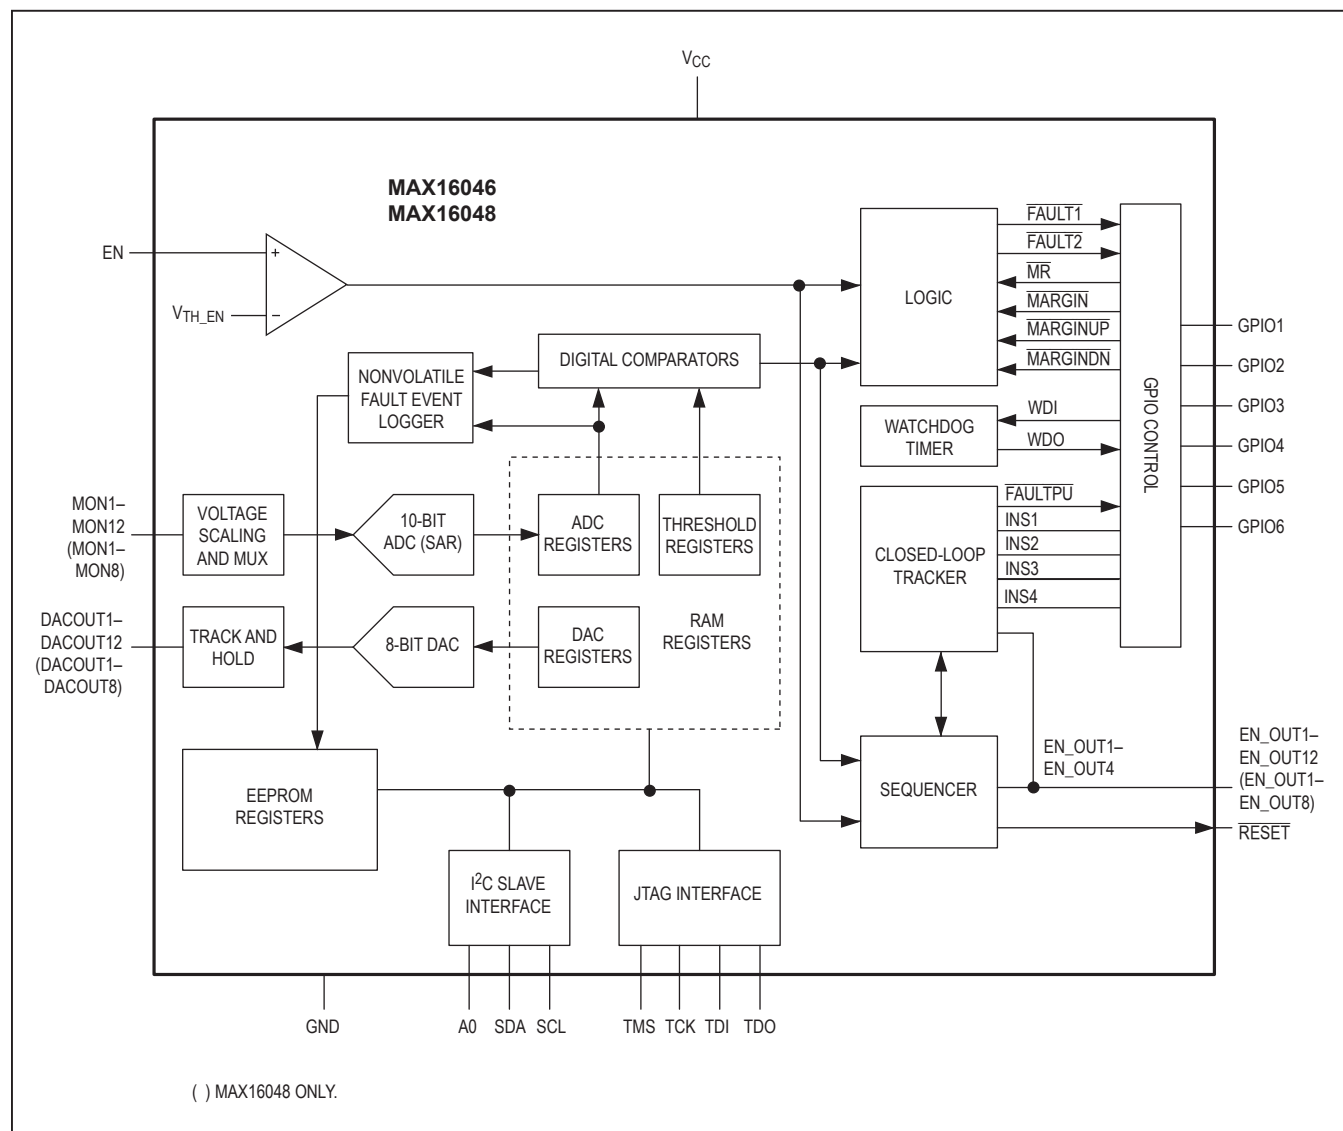 VCC
MAX16046
MAX16048
EN
+
VTH_EN
−
LOGIC
FAULT1
FAULT2
MR
MARGIN
MARGINUP
MARGINDN
GPIO CONTROL
GPIO1
GPIO2
GPIO3
GPIO4
GPIO5
GPIO6
DIGITAL COMPARATORS
NONVOLATILE
FAULT EVENT
LOGGER
WATCHDOG
TIMER
WDI
WDO
MON1–
MON12
(MON1–
MON8)
VOLTAGE
SCALING
AND MUX
10-BIT
ADC (SAR)
ADC
REGISTERS
THRESHOLD
REGISTERS
CLOSED-LOOP
TRACKER
FAULTPU
INS1
INS2
INS3
INS4
DACOUT1–
DACOUT12
(DACOUT1–
DACOUT8)
TRACK AND
HOLD
8-BIT DAC
DAC
REGISTERS
RAM
REGISTERS
EEPROM
REGISTERS
SEQUENCER
EN_OUT1–
EN_OUT4
EN_OUT1–
EN_OUT12
(EN_OUT1–
EN_OUT8)
RESET
I2C SLAVE
INTERFACE
JTAG INTERFACE
GND
A0
SDA
SCL
TMS
TCK
TDI
TDO
( ) MAX16048 ONLY.